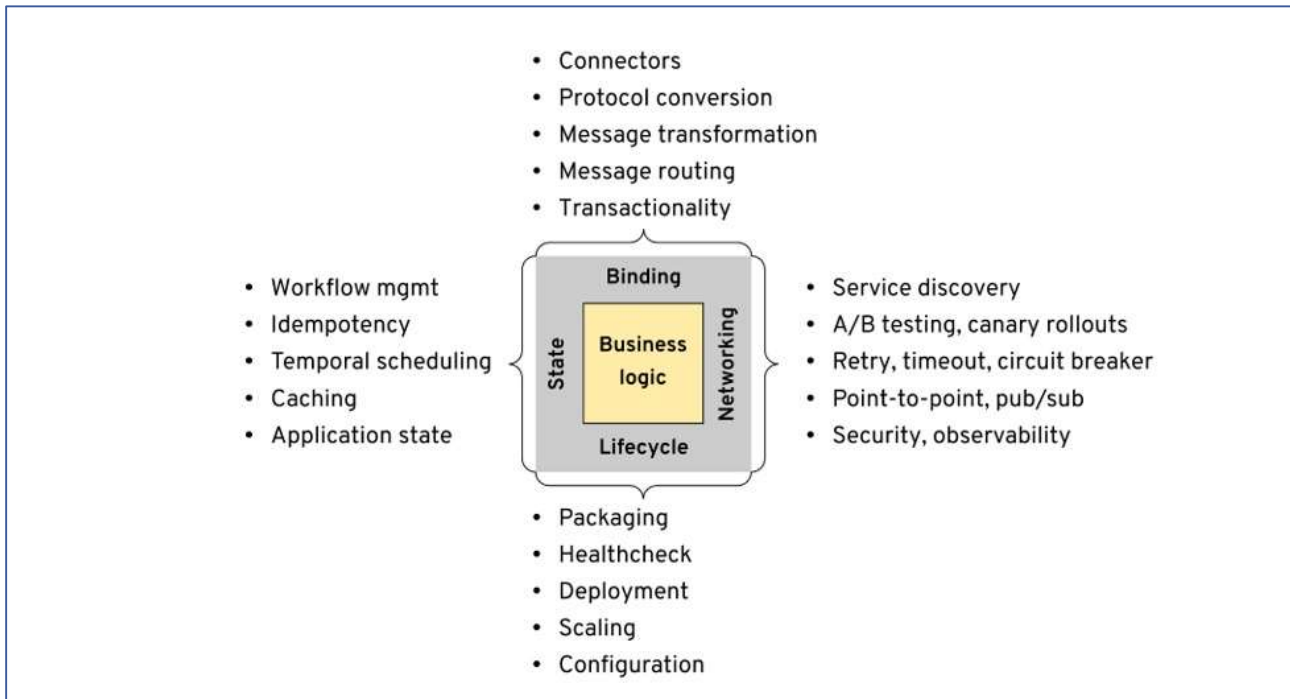 • Connectors
• Protocol conversion
• Message transformation
• Message routing
• Transactionality
• Workflow mgmt
• Idempotency
• Temporal scheduling
• Caching
• Application state
Binding
State
Business
logic
Networking
Lifecycle
• Service discovery
• A/B testing, canary rollouts
• Retry, timeout, circuit breaker
• Point-to-point, pub/sub
• Security, observability
• Packaging
• Healthcheck
• Deployment
• Scaling
• Configuration